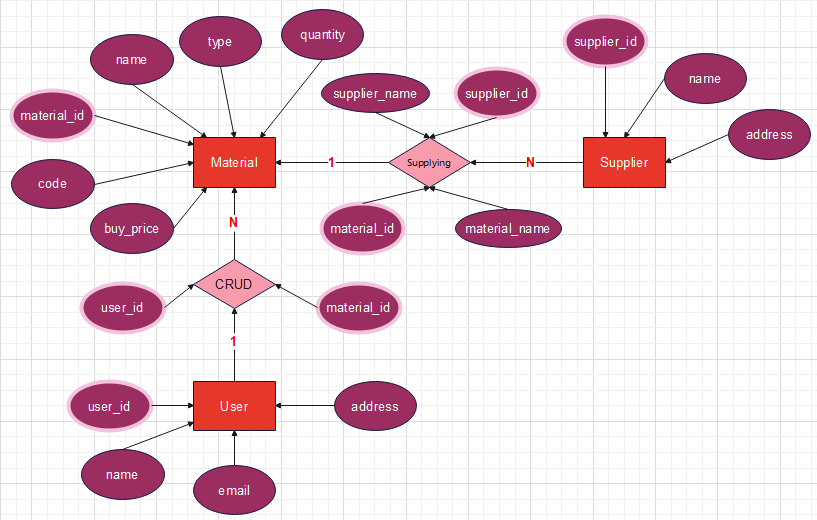 supplier_id
quantity
type
name
name
supplier_name
supplier_id
material_id
address
Material
1
Supplying
N
Supplier
code
buy_price
material_id
material_name
N
CRUD
user_id
material_id
1
user_id
User
address
name
email